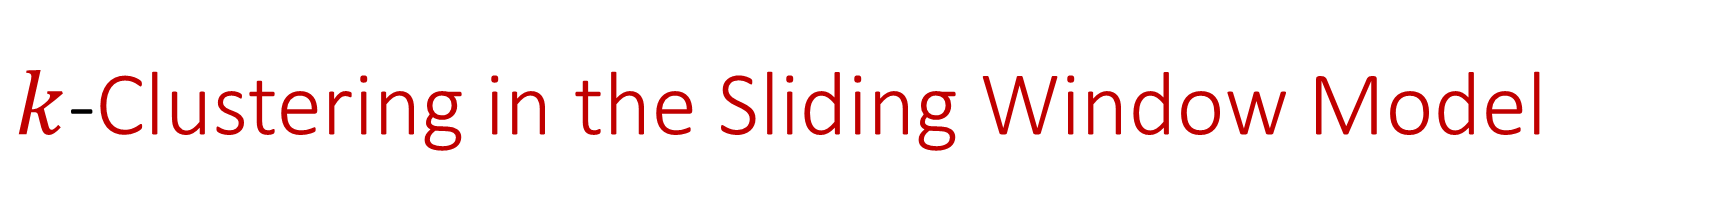 k-Clustering in the Sliding Window Model